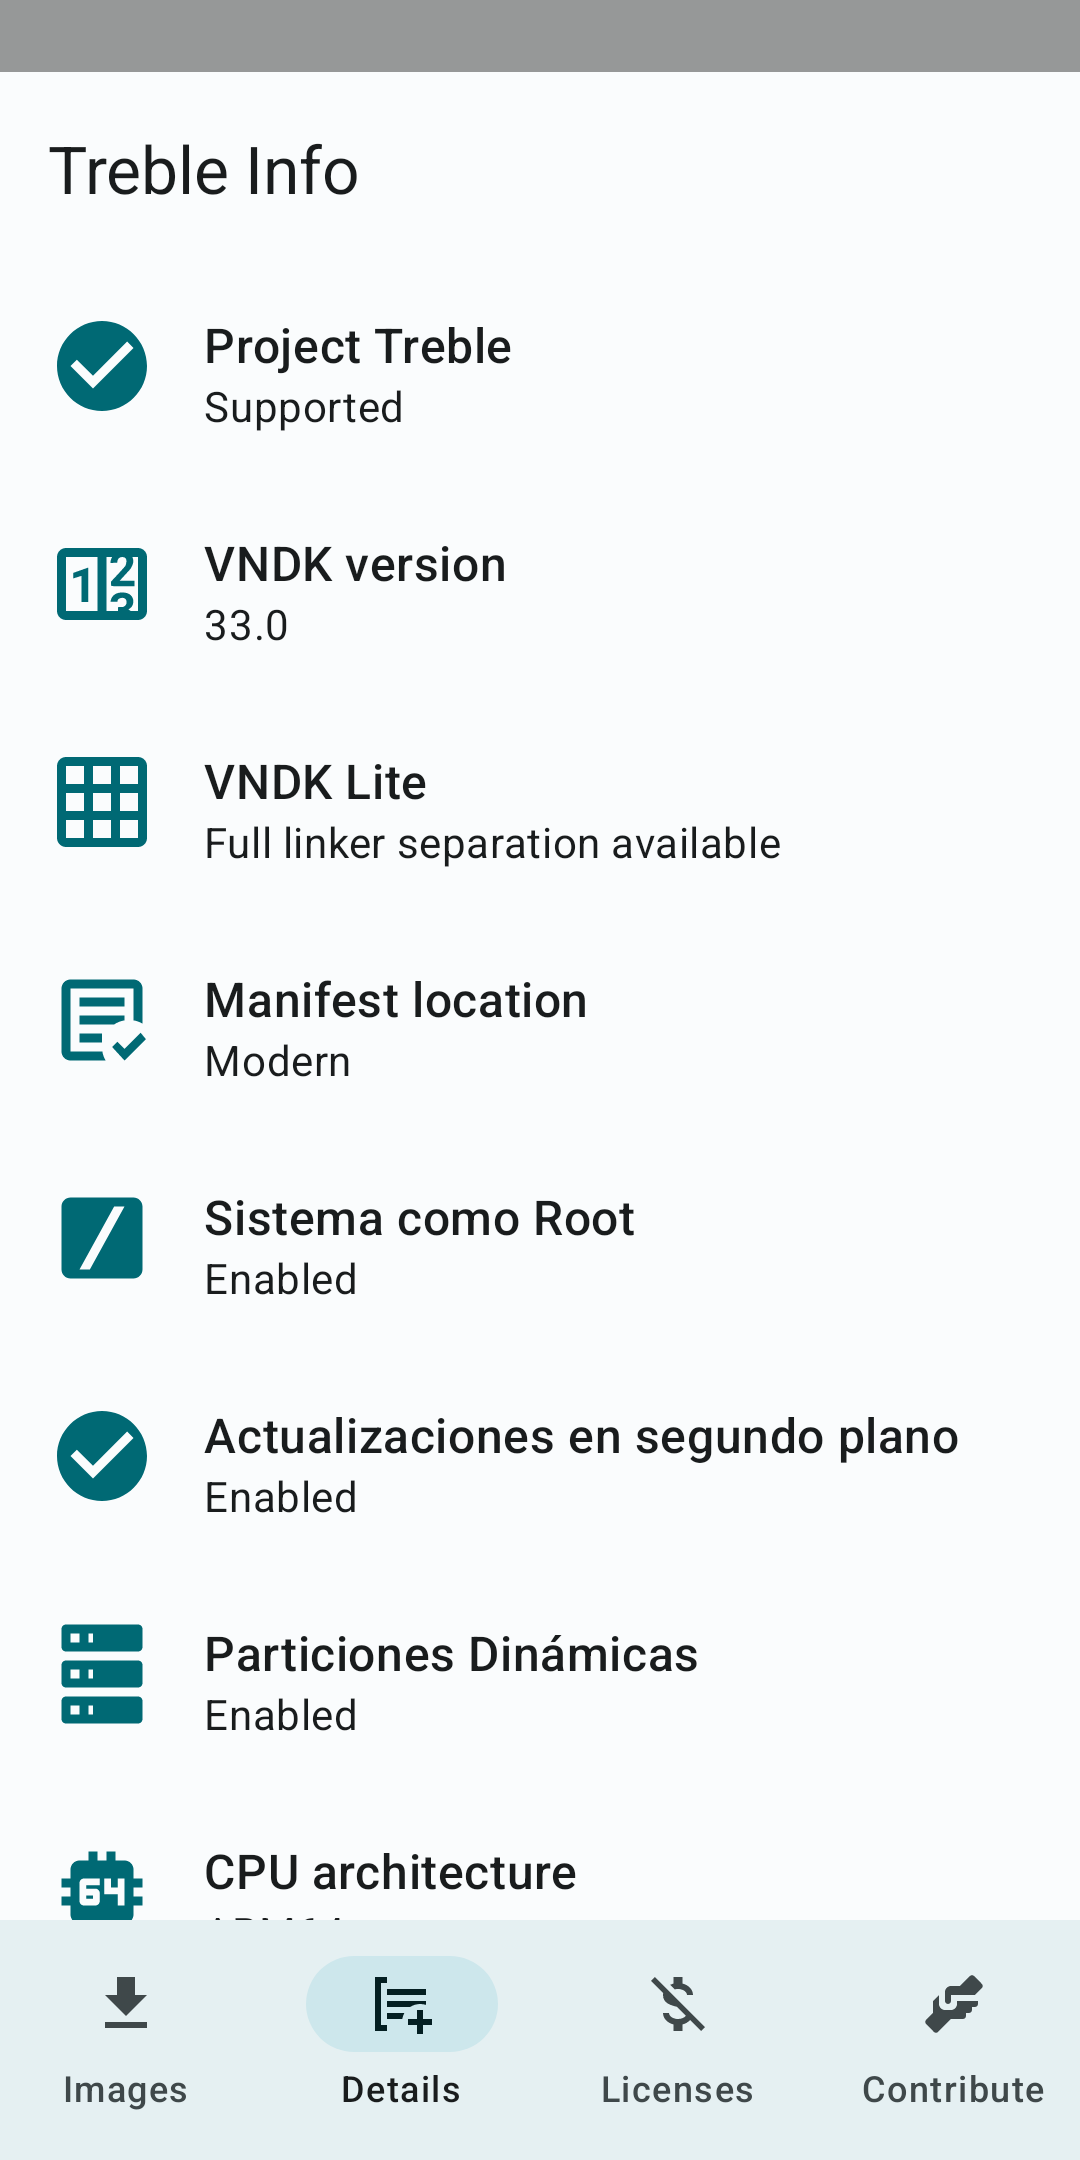 Treble Info
Project Treble
Supported
VNDK version
33.0
VNDK Lite
Full linker separation available
Manifest location
Modern
Sistema como Root
Enabled
Actualizaciones en segundo plano
Enabled
Particiones Dinámicas
Enabled
64
CPU architecture
Images
Details
Licenses
Contribute